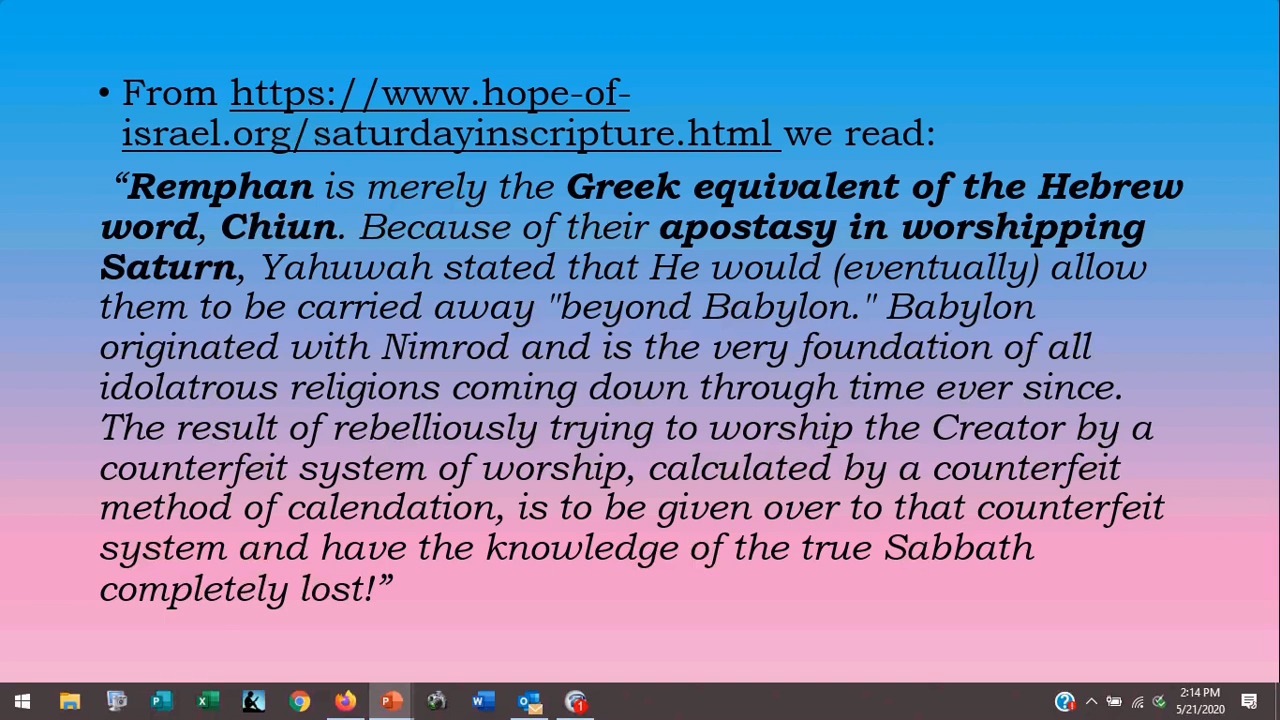 • From https://www.hope-of-
israel.org/saturdayinscripture.html we read:
“Remphan is merely the Greek equivalent of the Hebrew
word, Chiun. Because of their apostasy in worshipping
Saturn, Yahuwah stated that He would (eventually) allow
them to be carried away "beyond Babylon." Babylon
originated with Nimrod and is the very foundation of all
idolatrous religions coming down through time ever since.
The result of rebelliously trying to worship the Creator by a
counterfeit system of worship, calculated by a counterfeit
method of calendation, is to be given over to that counterfeit
system and have the knowledge of the true Sabbath
completely lost!”
2:14 PM
5/21/2020